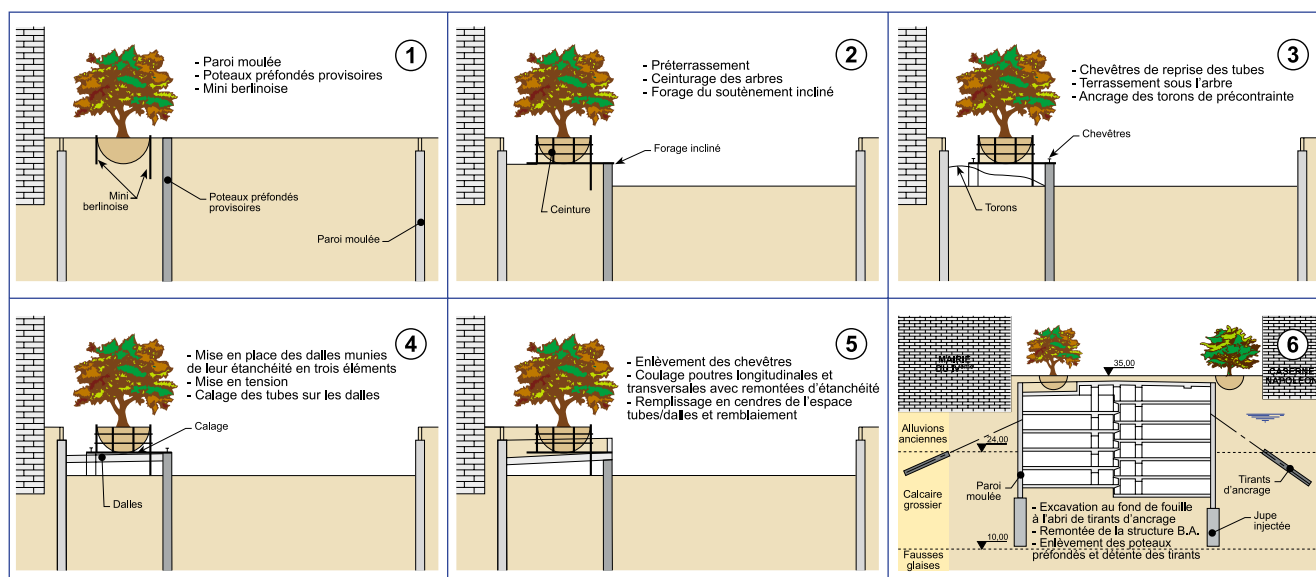 1
- Paroi moulée
- Poteaux préfondés provisoires
- Mini berlinoise
Mini
berlinoise
Poteaux préfondés
provisoires
Paroi moulée
2
- Préterrassement
- Ceinturage des arbres
- Forage du soutènement incliné
Forage incliné
Ceinture
3
- Chevêtres de reprise des tubes
- Terrassement sous l'arbre
- Ancrage des torons de précontrainte
Chevêtres
Torons
4
- Mise en place des dalles munies
de leur étanchéité en trois éléments
- Mise en tension
- Calage des tubes sur les dalles
Calage
Dalles
5
- Enlèvement des chevêtres
- Coulage poutres longitudinales et
transversales avec remontées d'étanchéité
- Remplissage en cendres de l'espace
tubes/dalles et remblaiement
6
MAIRIE
DU IVème
35,00
CASERNE
NAPOLÉON
Alluvions
anciennes
24,00
Calcaire
grossier
Paroi
moulée
Tirants
d'ancrage
- Excavation au fond de fouille
à l'abri de tirants d'ancrage
- Remontée de la structure B.A.
- Enlèvement des poteaux
préfondés et détente des tirants
Jupe
injectée
10,00
Fausses
glaises